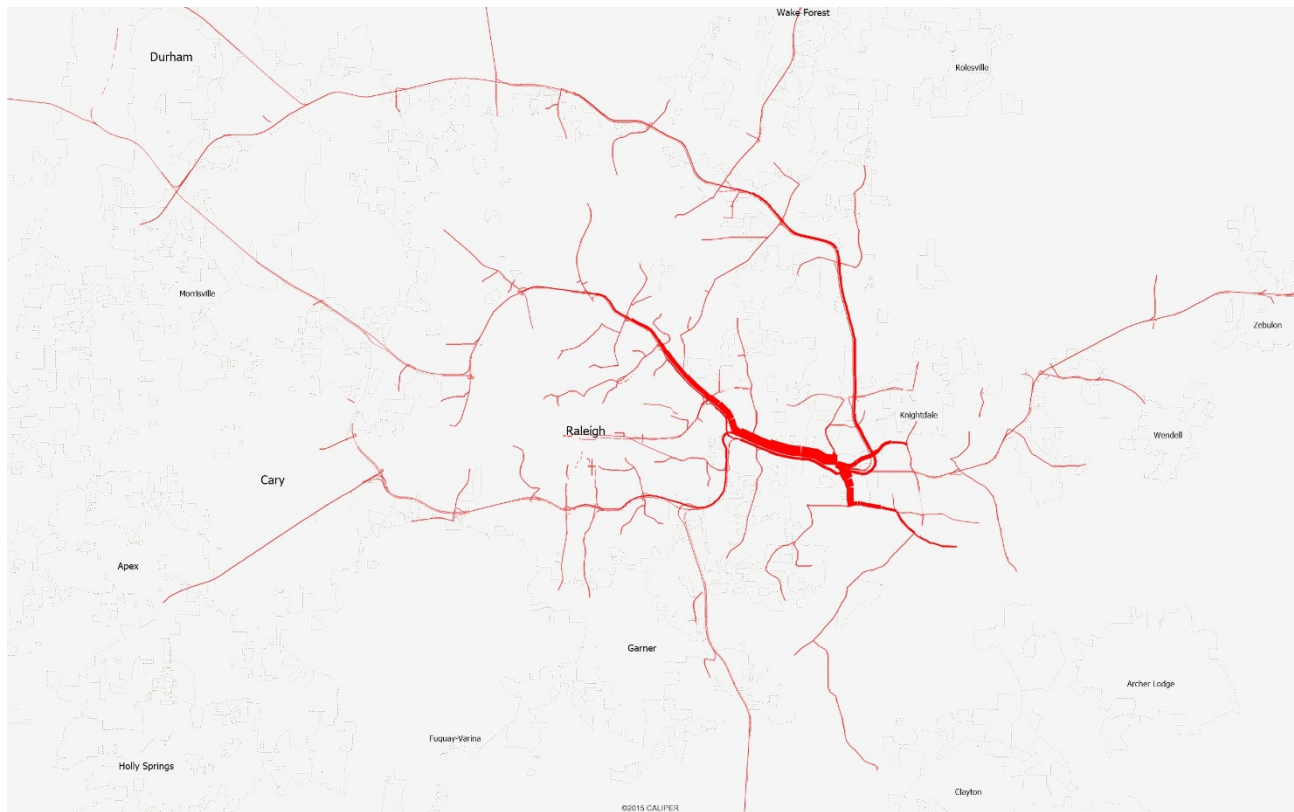 Wake Forest
Durham
Rolesville
Morrisville
Zebulon
Knightdale
Raleigh
Wendell
Cary
Apex
Garner
Archer Lodge
Fuquay-Varina
Holly Springs
Clayton
©2015 CALIPER